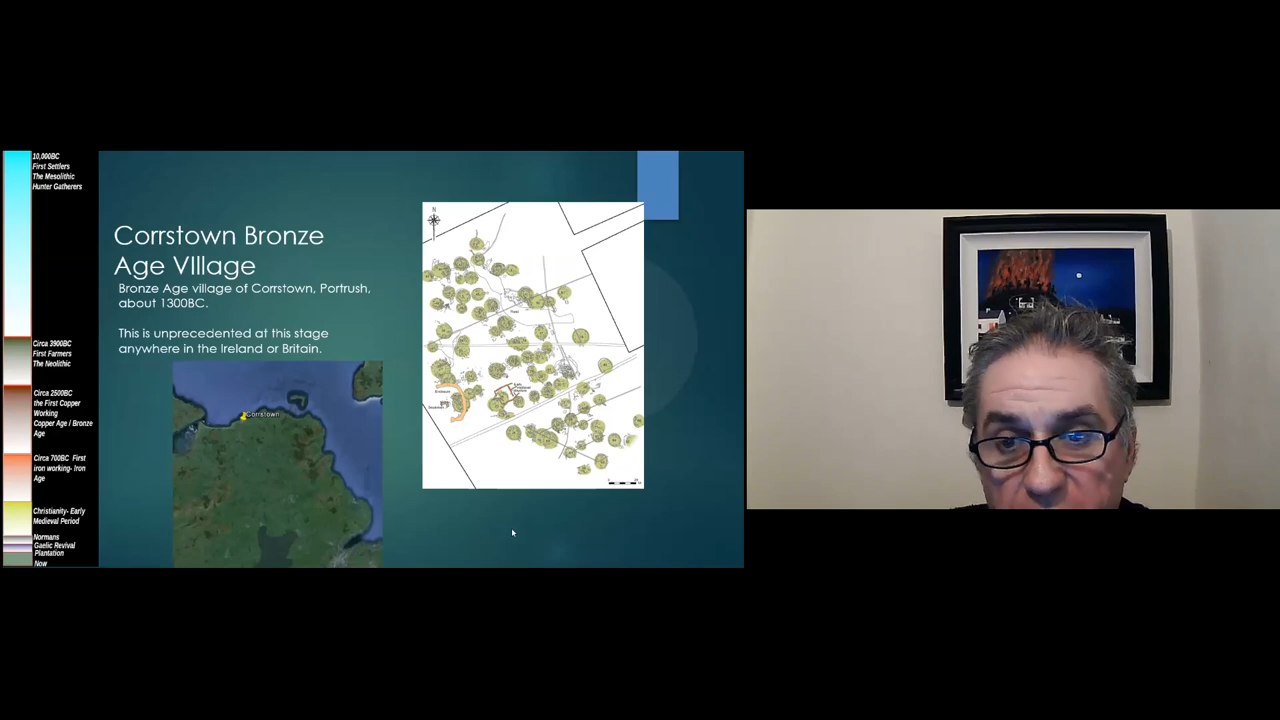 10,000BC
First Settlers
The Mesolithic
Hunter Gatherers
Circa 3900BC
First Farmers
The Neolithic
Circa 2500BC
the First Copper
Working
Copper Age / Bronze
Age
Circa 700BC First
iron working- Iron
Age
Christianity- Early
Medieval Period
Normans
Gaelic Revival
Plantation
Now
Corrstown Bronze
Age VIllage
Bronze Age village of Corrstown, Portrush,
about 1300BC.
This is unprecedented at this stage
anywhere in the Ireland or Britain.
Corrstown
N